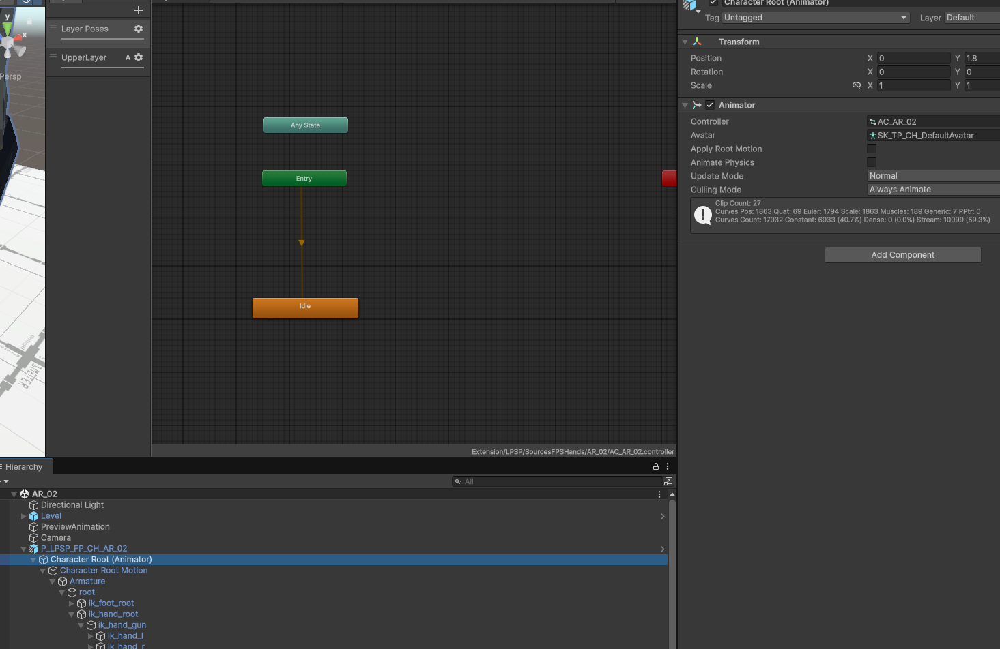 y
x
Persp
Layer Poses
UpperLayer A
Any State
Entry
Idle
Extension/LPSP/SourcesFPSHands/AR_02/AC_AR_02.controller
Character Root (Animator)
Tag Untagged Layer Default
Transform
Position X 0 Y 1.8
Rotation X 0 Y 0
Scale X 1 Y 1
Animator
Controller AC_AR_02
Avatar SK_TP_CH_DefaultAvatar
Apply Root Motion
Animate Physics
Update Mode Normal
Culling Mode Always Animate
Clip Count: 27
Curves Pos: 1863 Quat: 69 Euler: 1794 Scale: 1863 Muscles: 189 Generic: 7 PPtr: 0
Curves Count: 17032 Constant: 6933 (40.7%) Dense: 0 (0.0%) Stream: 10099 (59.3%)
Add Component
Hierarchy
All
AR_02
Directional Light
Level
PreviewAnimation
Camera
P_LPSP_FP_CH_AR_02
Character Root (Animator)
Character Root Motion
Armature
root
ik_foot_root
ik_hand_root
ik_hand_gun
ik_hand_l
ik_hand_r